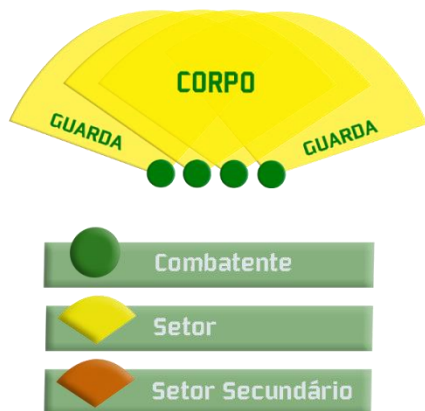 CORPO
GUARDA
GUARDA
Combatente
Setor
Setor Secundário